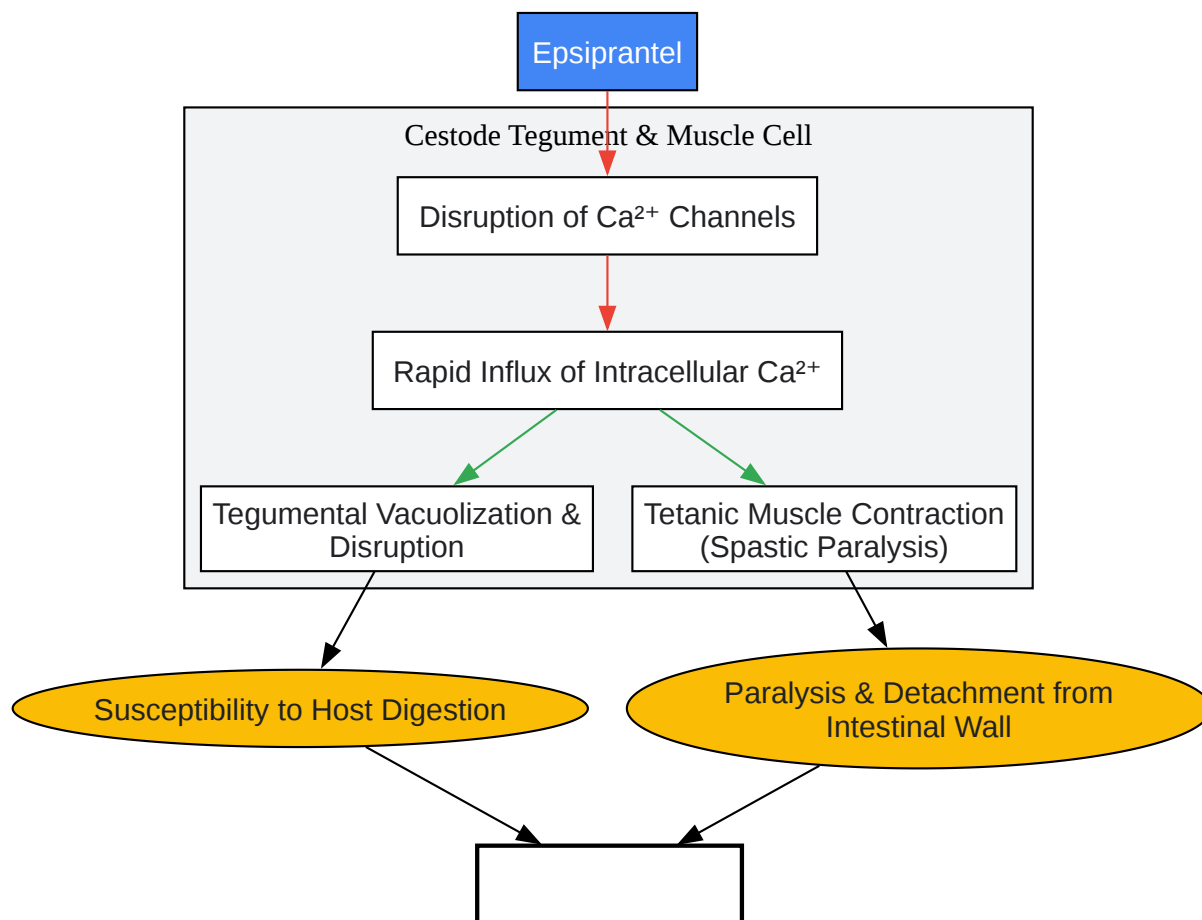 Epsiprantel
Cestode Tegument & Muscle Cell
Disruption of Ca²⁺ Channels
Rapid Influx of Intracellular Ca²⁺
Tegumental Vacuolization &
Disruption
Tetanic Muscle Contraction
(Spastic Paralysis)
Susceptibility to Host Digestion
Paralysis & Detachment from
Intestinal Wall